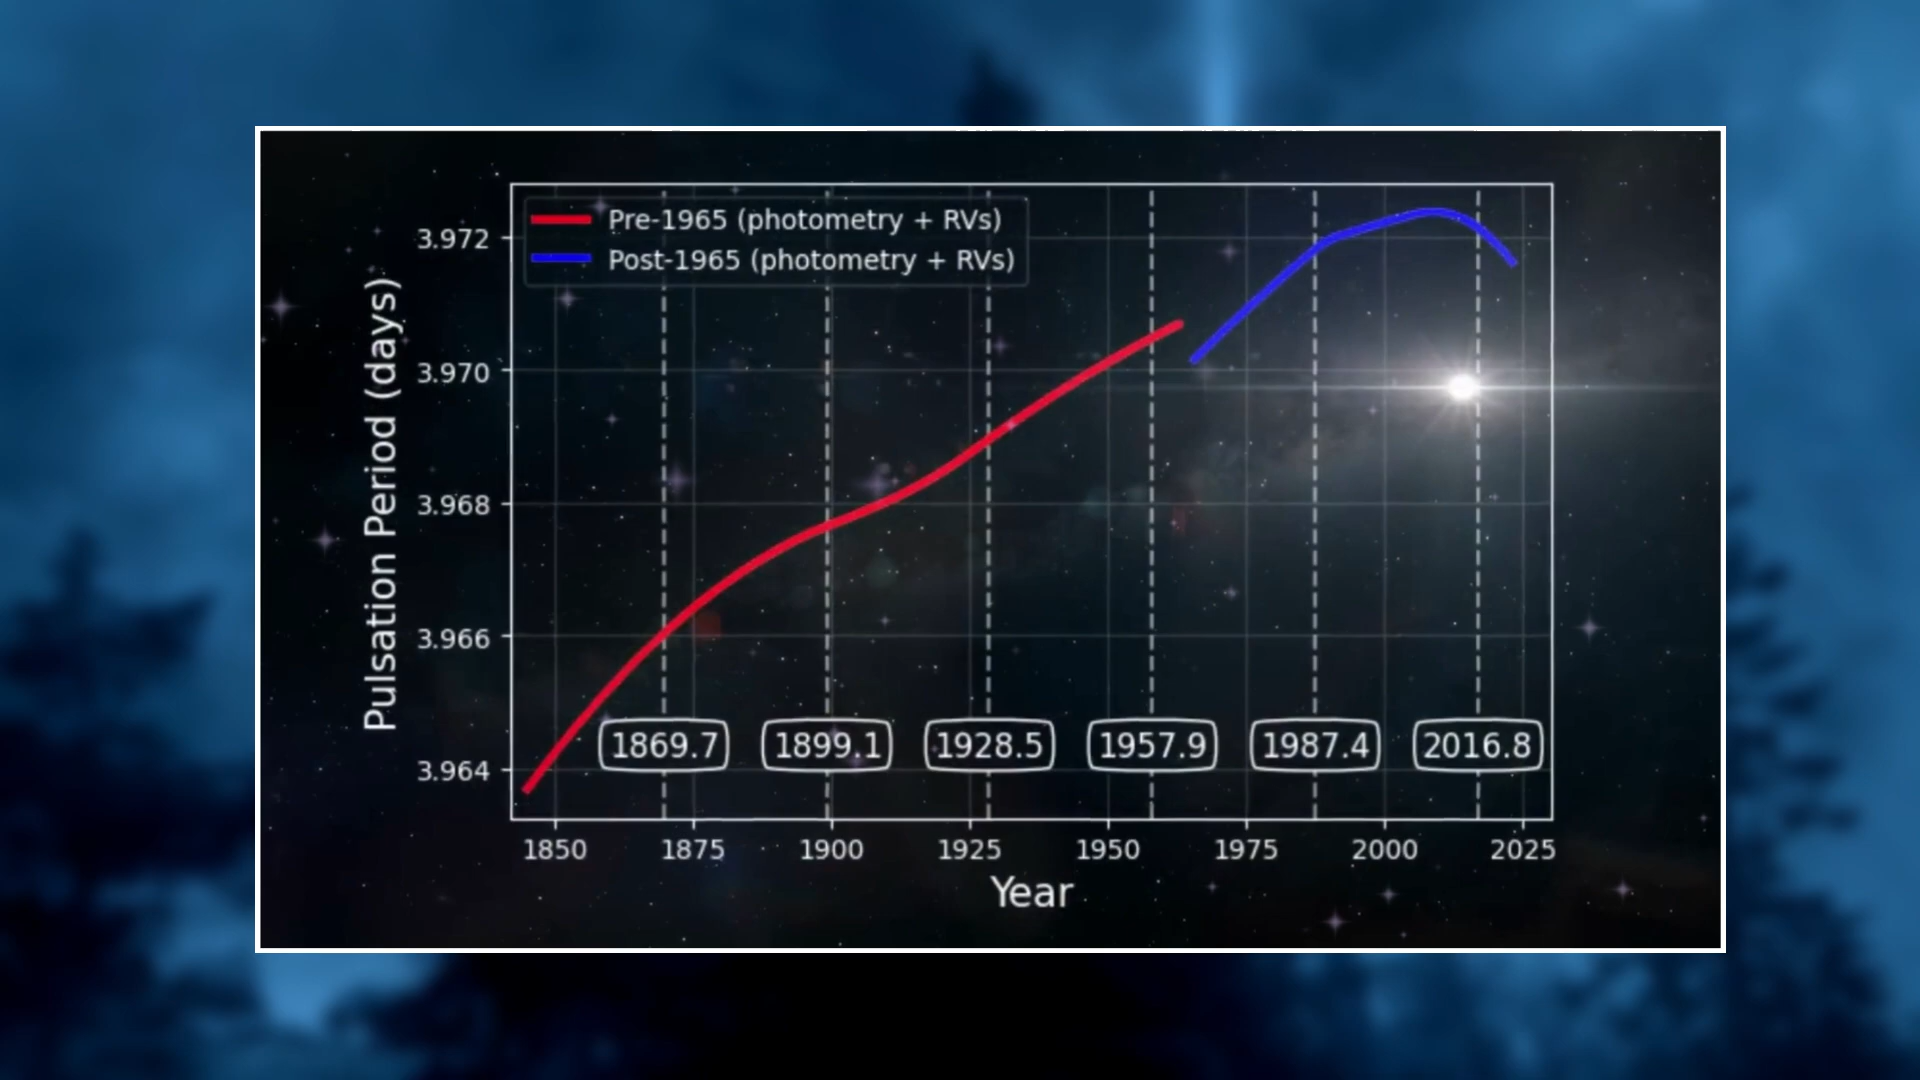 Pre-1965 (photometry + RVs)
Post-1965 (photometry + RVs)
Pulsation Period (days)
3.972
3.970
3.968
3.966
3.964
1869.7 1899.1 1928.5 1957.9 1987.4 2016.8
1850 1875 1900 1925 1950 1975 2000 2025
Year